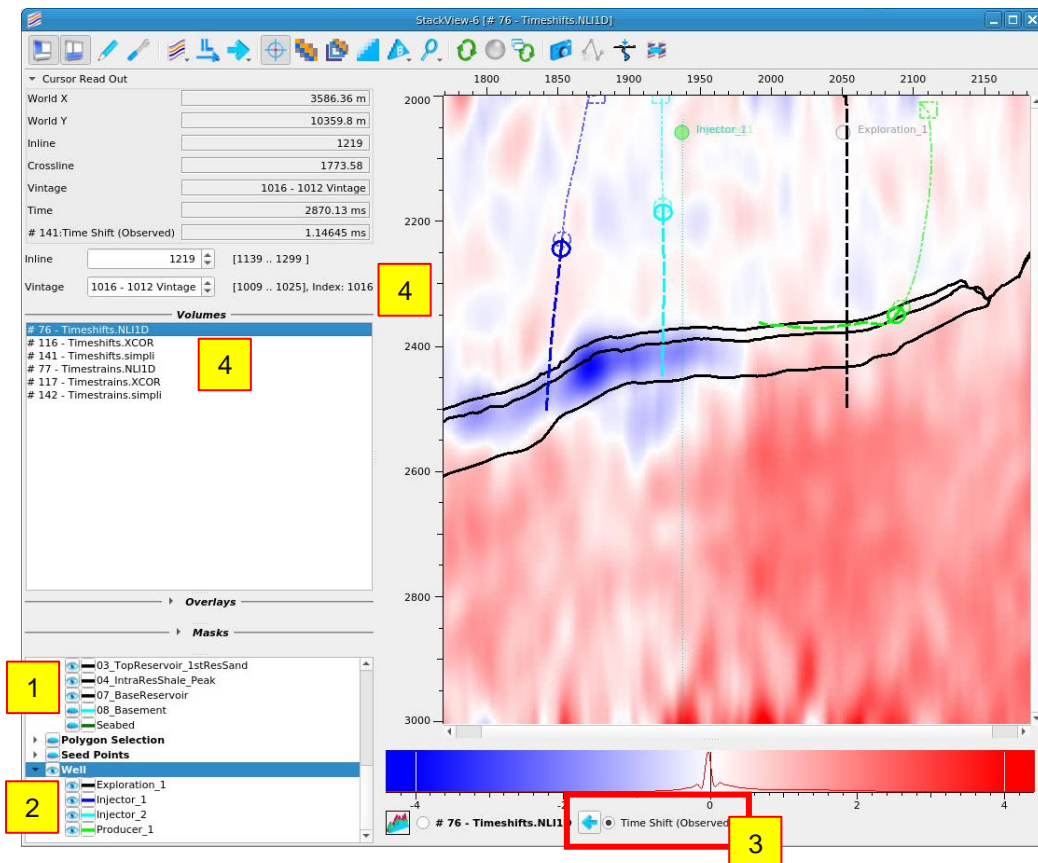 StackView-6 [# 76 - Timeshifts.NLI1D]
Cursor Read Out
World X 3586.36 m
World Y 10359.8 m
Inline 1219
Crossline 1773.58
Vintage 1016 - 1012 Vintage
Time 2870.13 ms
# 141:Time Shift (Observed) 1.14645 ms
Inline 1219 [1139 .. 1299 ]
Vintage 1016 - 1012 Vintage [1009 .. 1025], Index: 1016
4
Volumes
# 76 - Timeshifts.NLI1D
# 116 - Timeshifts.XCOR
# 141 - Timeshifts.simpli
# 77 - Timestrains.NLI1D
# 117 - Timestrains.XCOR
# 142 - Timestrains.simpli
4
Overlays
Masks
1
03_TopReservoir_1stResSand
04_IntraResShale_Peak
07_BaseReservoir
08_Basement
Seabed
Polygon Selection
Seed Points
Well
2
Exploration_1
Injector_1
Injector_2
Producer_1
1800 1850 1900 1950 2000 2050 2100 2150
2000
2200
2400
2600
2800
3000
Exploration_1
-4 -2 0 2 4
# 76 - Timeshifts.NLI1D Time Shift (Observed
3